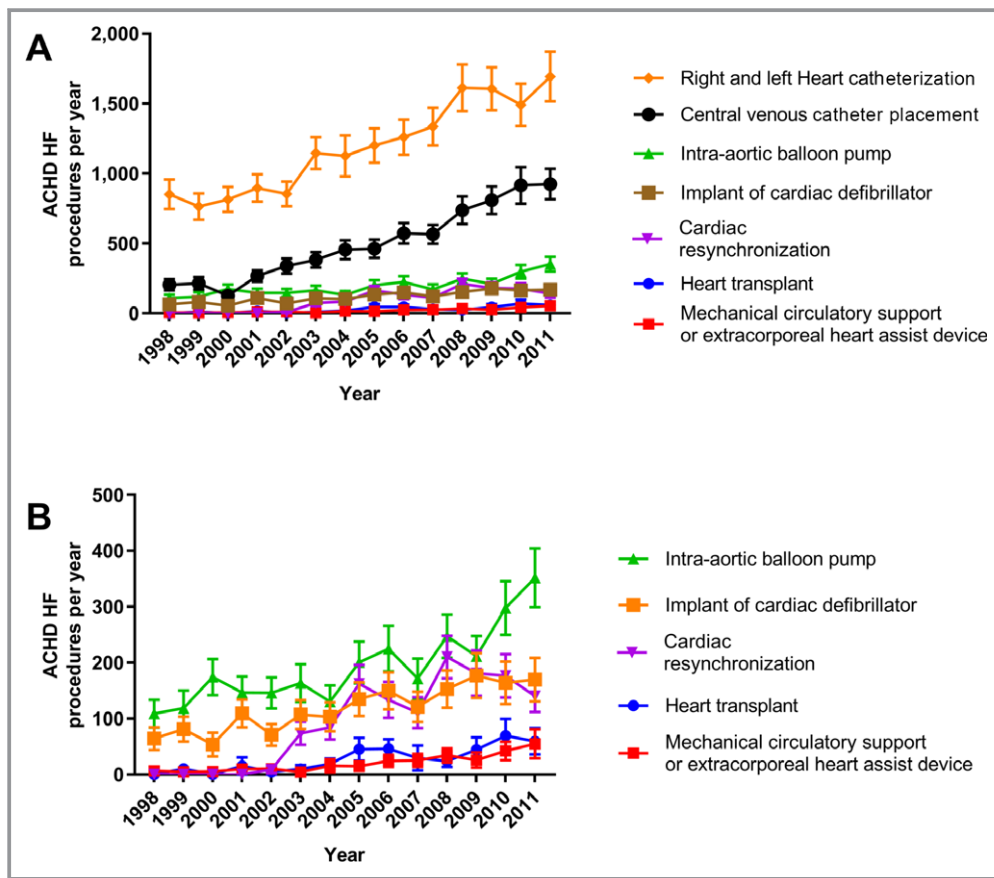 A
ACHD HF
procedures per year
2,000
1,500
1,000
500
0
1998
1999
2000
2001
2002
2003
2004
2005
2006
2007
2008
2009
2010
2011
Year
Right and left Heart catheterization
Central venous catheter placement
Intra-aortic balloon pump
Implant of cardiac defibrillator
Cardiac
resynchronization
Heart transplant
Mechanical circulatory support
or extracorporeal heart assist device
B
ACHD HF
procedures per year
500
400
300
200
100
0
1998
1999
2000
2001
2002
2003
2004
2005
2006
2007
2008
2009
2010
2011
Year
Intra-aortic balloon pump
Implant of cardiac defibrillator
Cardiac
resynchronization
Heart transplant
Mechanical circulatory support
or extracorporeal heart assist device